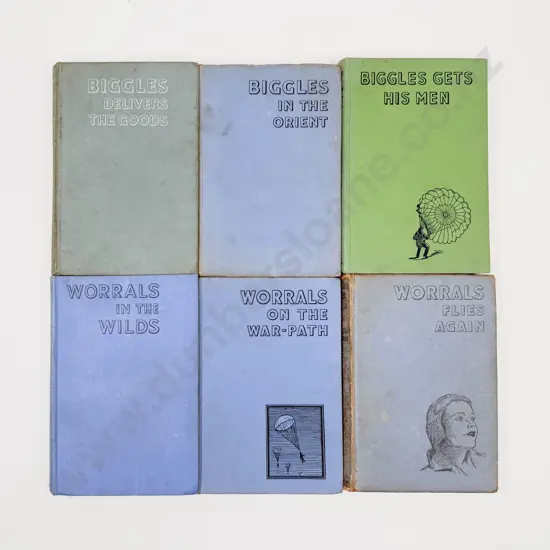 BIGGLES
DELIVERS
THE GOODS
BIGGLES
IN THE
ORIENT
BIGGLES GETS
HIS MEN
WORRALS
IN THE
WILDS
WORRALS
ON THE
WAR-PATH
WORRALS
FLIES
AGAIN